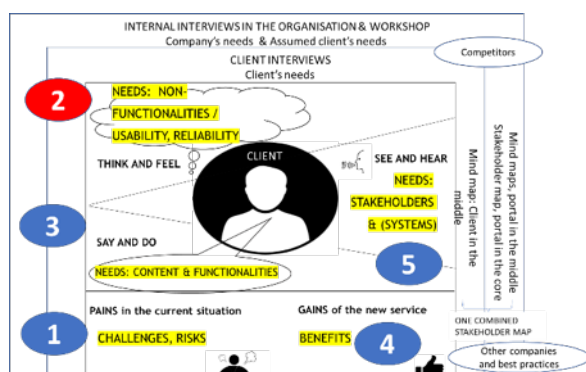 INTERNAL INTERVIEWS IN THE ORGANISATION & WORKSHOP
Company's needs & Assumed client's needs
Competitors
CLIENT INTERVIEWS
Client's needs
2
NEEDS: NON-
FUNCTIONALITIES /
USABILITY, RELIABILITY
THINK AND FEEL
CLIENT
SEE AND HEAR
NEEDS:
STAKEHOLDERS
& (SYSTEMS)
Mind map: Client in the
middle
Mind maps, portal in the middle
Stakeholder map, portal in the core
3
SAY AND DO
NEEDS: CONTENT & FUNCTIONALITIES
5
PAINS in the current situation
GAINS of the new service
1
CHALLENGES, RISKS
BENEFITS
4
ONE COMBINED
STAKEHOLDER MAP
Other companies
and best practices